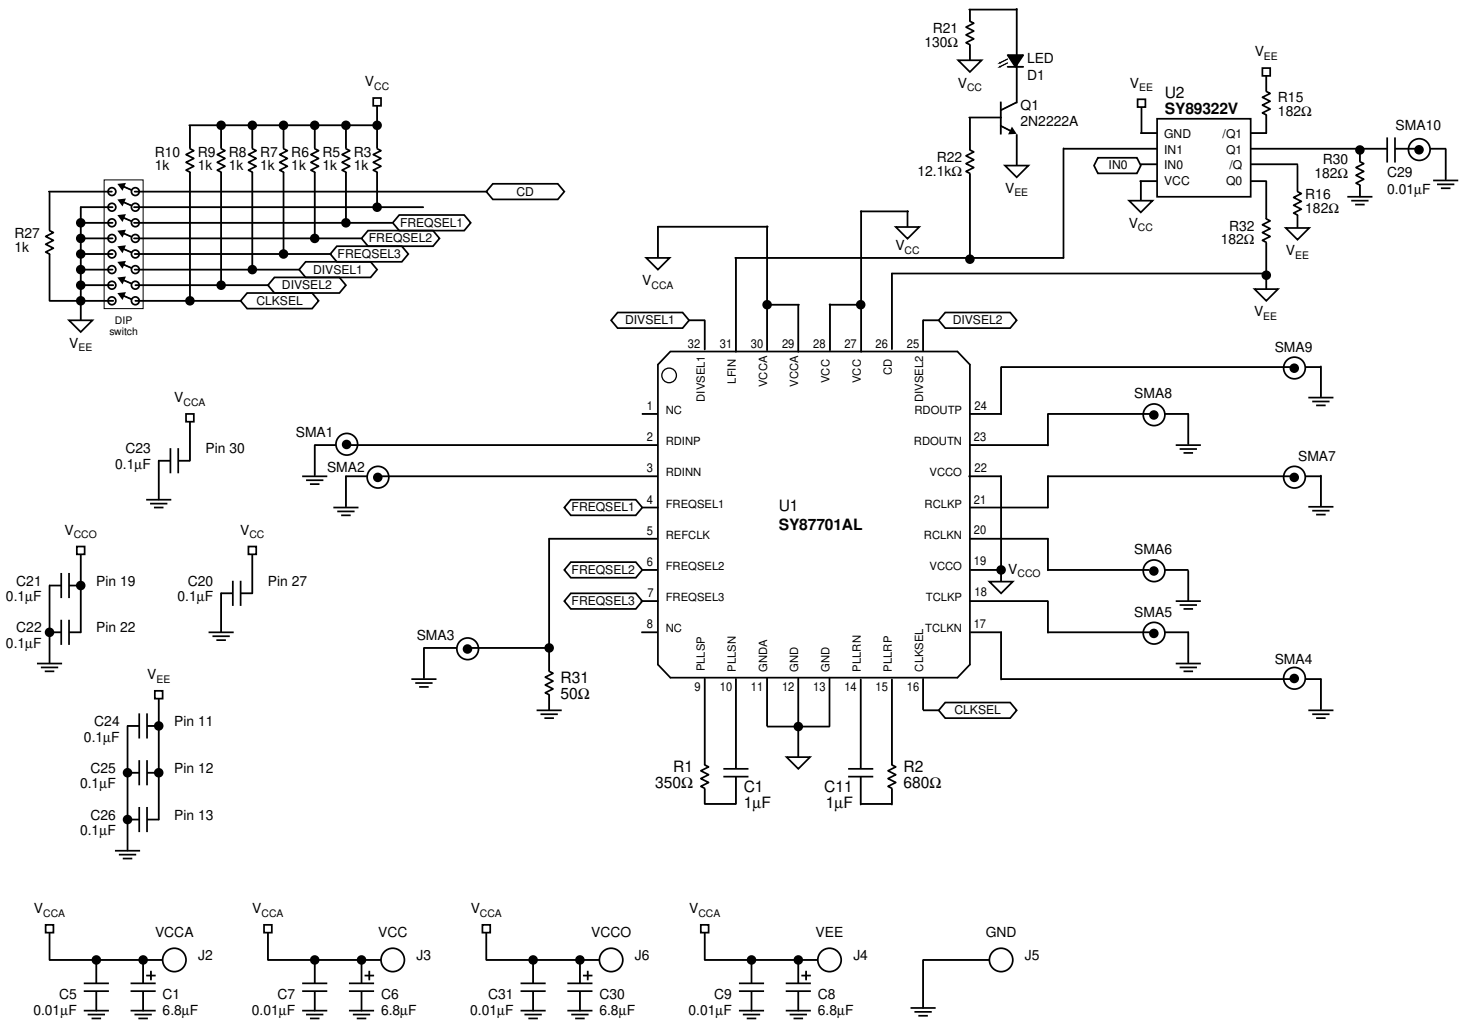 R21
130Ω
VCC
LED
D1
Q1
2N2222A
R22
12.1kΩ
VEE
VEE
U2
SY89322V
VEE
R15
182Ω
GND
IN1
IN0
VCC
/Q1
Q1
/Q
Q0
IN0
VCC
SMA10
R30
182Ω
C29
0.01µF
R16
182Ω
VEE
R32
182Ω
VEE
VCC
R10
1k
R9
1k
R8
1k
R7
1k
R6
1k
R5
1k
R3
1k
CD
FREQSEL1
FREQSEL2
FREQSEL3
DIVSEL1
DIVSEL2
CLKSEL
R27
1k
VEE
DIP
switch
VCCA
VCC
DIVSEL1
DIVSEL2
32 31 30 29 28 27 26 25
DIVSEL1
LFIN
VCCA
VCCA
VCC
VCC
CD
DIVSEL2
1 NC
2 RDINP
3 RDINN
4 FREQSEL1
5 REFCLK
6 FREQSEL2
7 FREQSEL3
8 NC
U1
SY87701AL
RDOUTP 24
RDOUTN 23
VCCO 22
RCLKP 21
RCLKN 20
VCCO 19
TCLKP 18
TCLKN 17
PLLSP
PLLSN
GNDA
GND
GND
PLLRN
PLLRP
CLKSEL
9 10 11 12 13 14 15 16
SMA1
SMA2
FREQSEL1
FREQSEL2
FREQSEL3
SMA3
R31
50Ω
SMA9
SMA8
SMA7
SMA6
VCCO
SMA5
SMA4
CLKSEL
R1
350Ω
C1
1µF
C11
1µF
R2
680Ω
VCCA
C23
0.1µF
Pin 30
VCCO
C21
0.1µF
Pin 19
C22
0.1µF
Pin 22
VCC
C20
0.1µF
Pin 27
VEE
C24
0.1µF
Pin 11
C25
0.1µF
Pin 12
C26
0.1µF
Pin 13
VCCA
VCCA
J2
C5
0.01µF
+
C1
6.8µF
VCCA
VCC
J3
C7
0.01µF
+
C6
6.8µF
VCCA
VCCO
J6
C31
0.01µF
+
C30
6.8µF
VCCA
VEE
J4
C9
0.01µF
+
C8
6.8µF
GND
J5